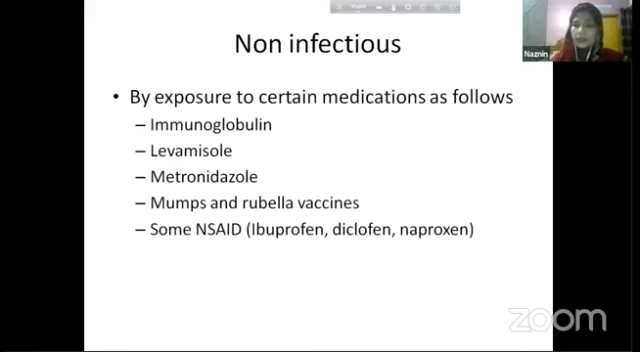 Non infectious
Naznin
• By exposure to certain medications as follows
– Immunoglobulin
– Levamisole
– Metronidazole
– Mumps and rubella vaccines
– Some NSAID (Ibuprofen, diclofen, naproxen)
zoom